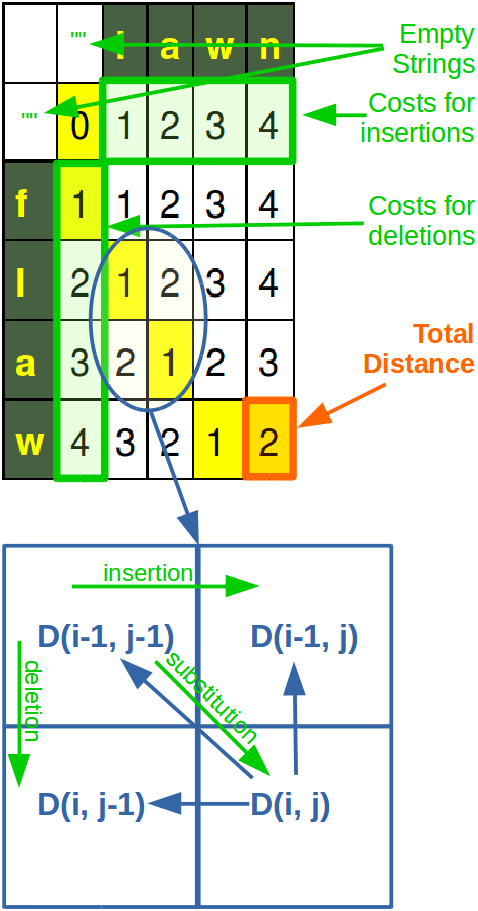 "" l a w n
"" 0 1 2 3 4
f 1 1 2 3 4
l 2 1 2 3 4
a 3 2 1 2 3
w 4 3 2 1 2
Empty
Strings
Costs for
insertions
Costs for
deletions
Total
Distance
insertion
D(i-1, j-1) D(i-1, j)
deletion
substitution
D(i, j-1) D(i, j)